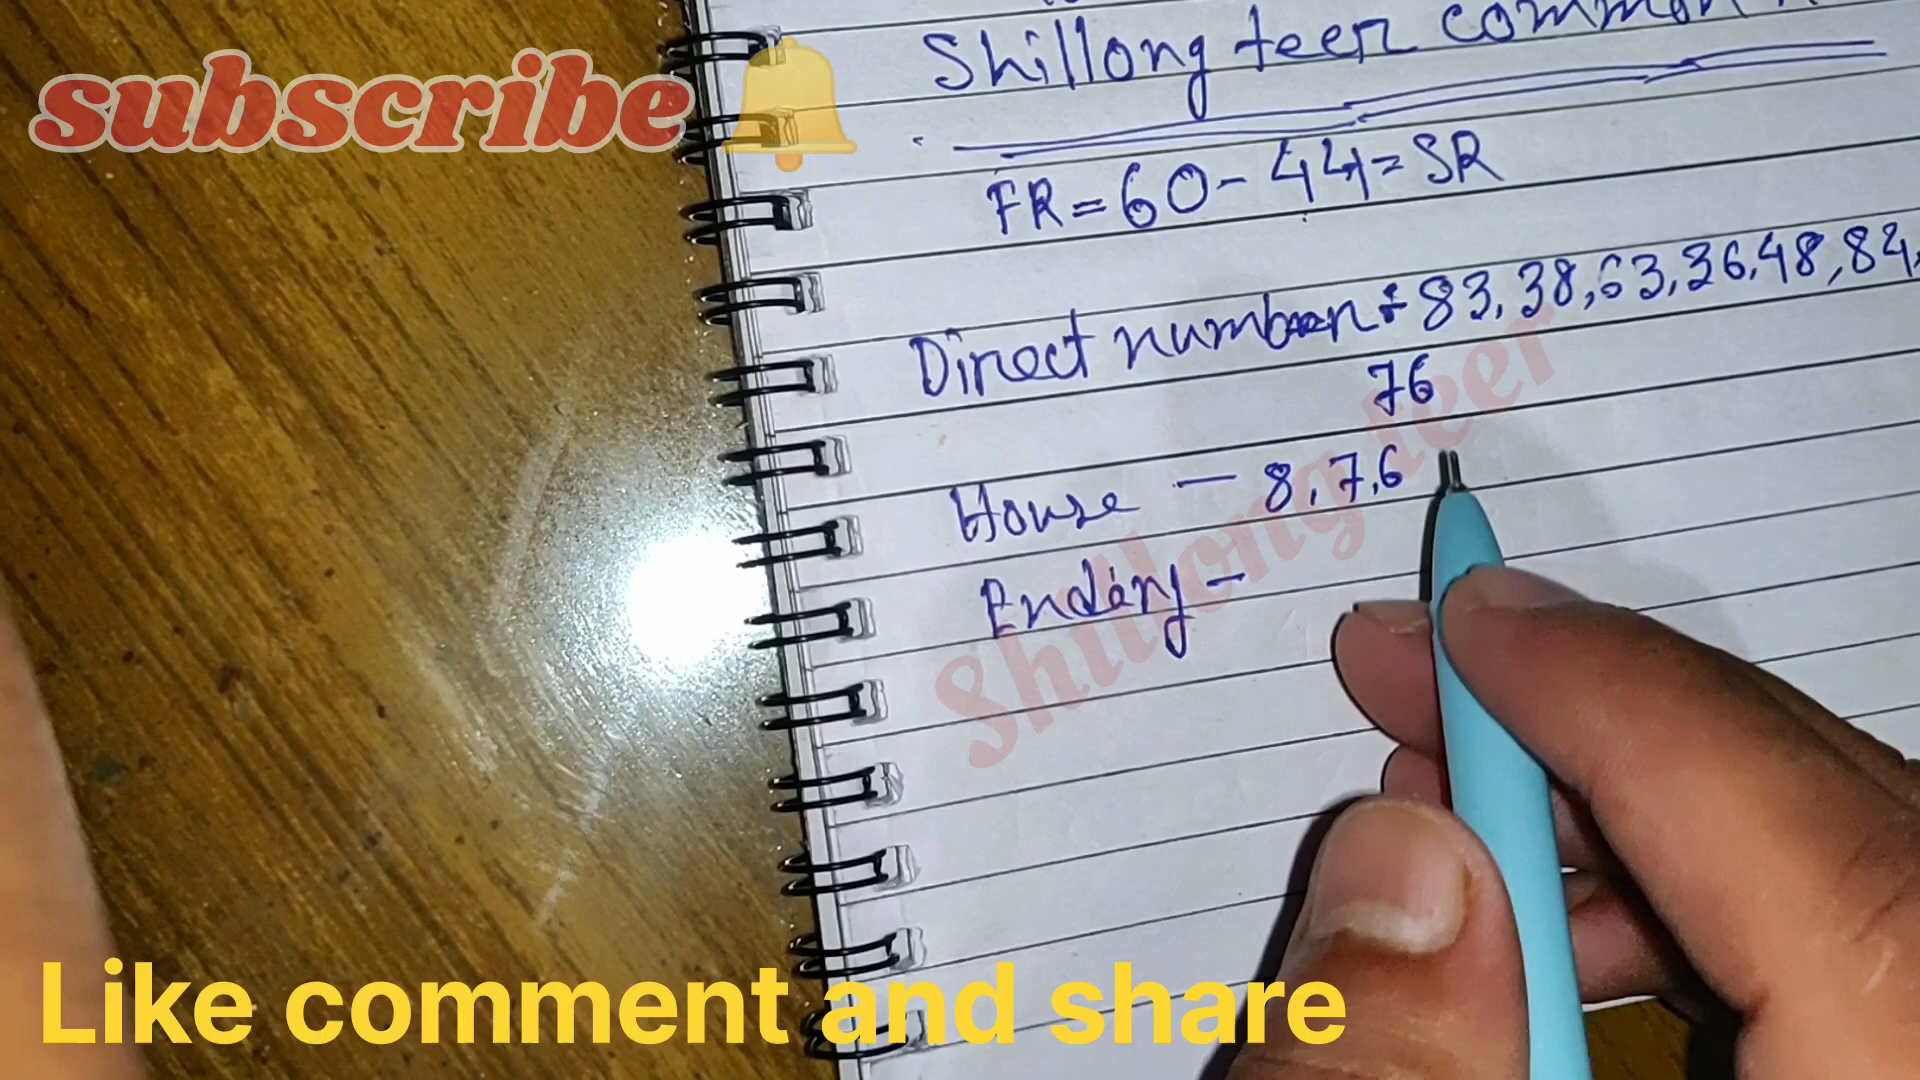 subscribe
Shillong teer common
FR = 60 - 44 = SR
Direct number : 83, 38, 63, 36, 48, 84,
76
House - 8, 7, 6
Ending -
Shillong teer
Like comment and share